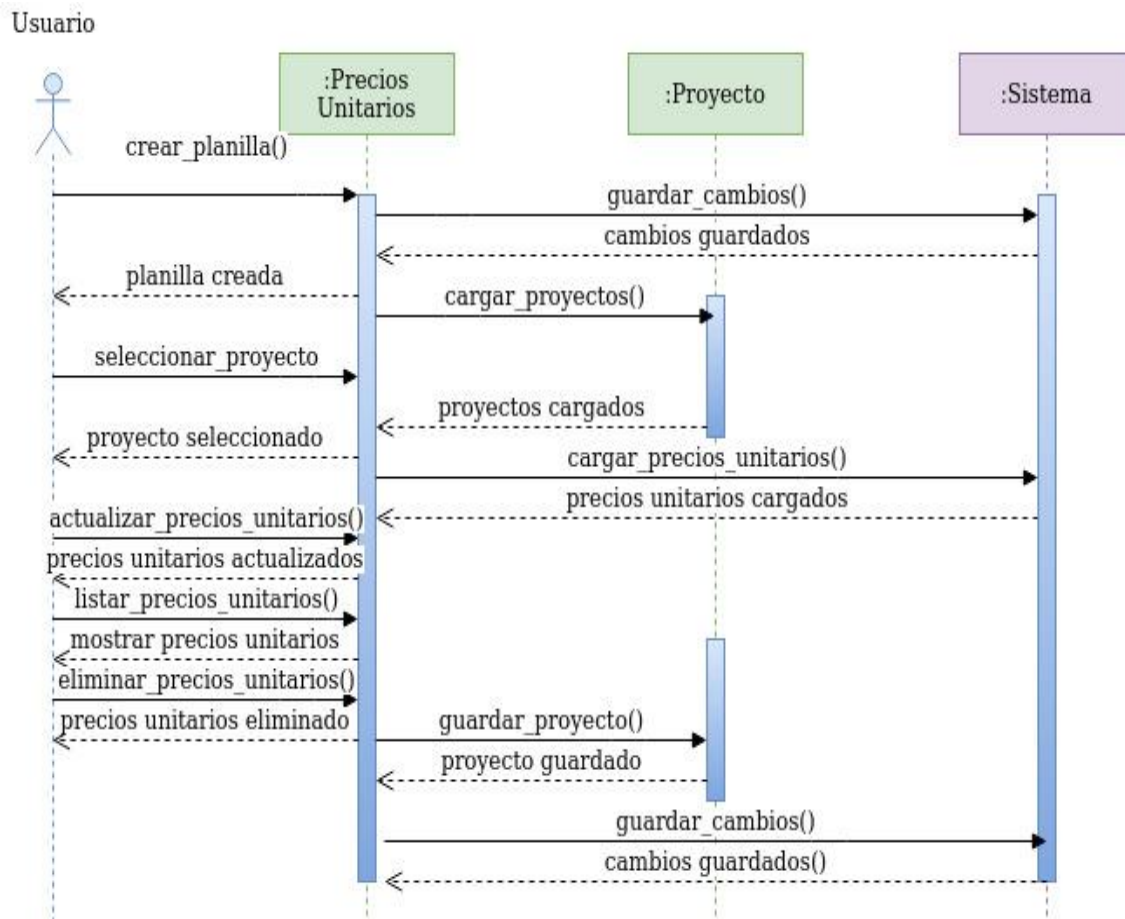 Usuario
:Precios
Unitarios
:Proyecto
:Sistema
crear_planilla()
guardar_cambios()
cambios guardados
planilla creada
cargar_proyectos()
seleccionar_proyecto
proyectos cargados
proyecto seleccionado
cargar_precios_unitarios()
precios unitarios cargados
actualizar_precios_unitarios()
precios unitarios actualizados
listar_precios_unitarios()
mostrar precios unitarios
eliminar_precios_unitarios()
precios unitarios eliminado
guardar_proyecto()
proyecto guardado
guardar_cambios()
cambios guardados()